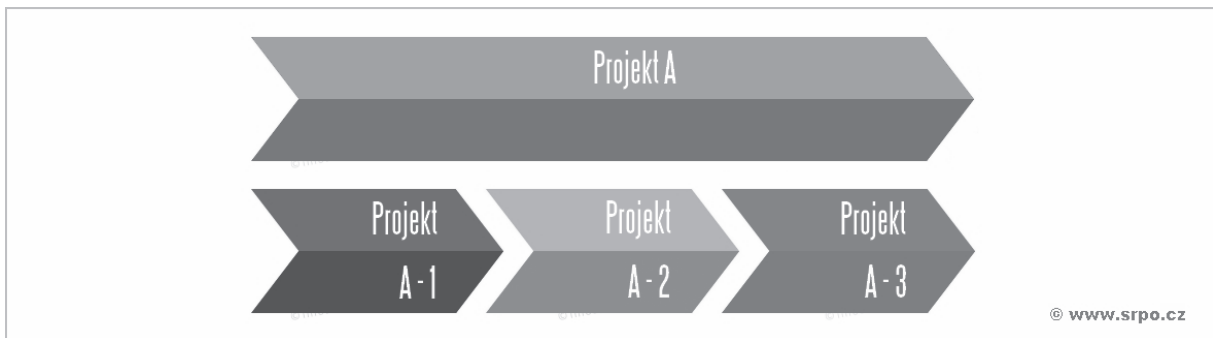 Projekt A
Projekt
A - 1
Projekt
A - 2
Projekt
A - 3
© www.srpo.cz